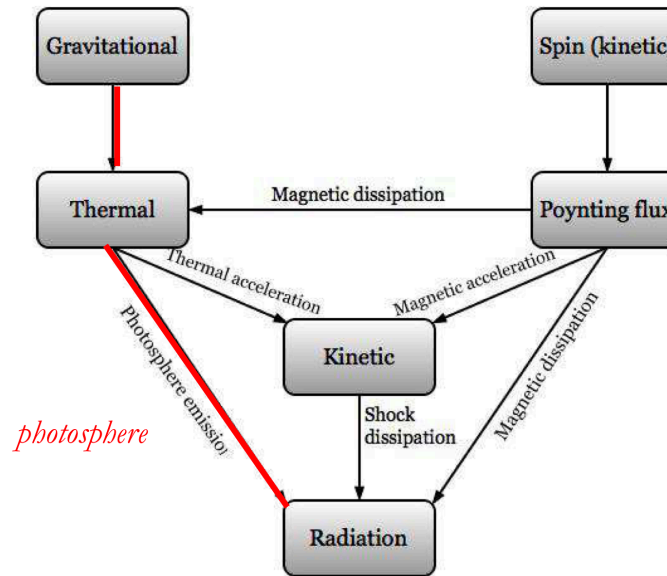 Gravitational
Spin (kinetic
Magnetic dissipation
Thermal
Poynting flux
Thermal acceleration
Magnetic acceleration
Photosphere emission
Magnetic dissipation
Kinetic
Shock
dissipation
photosphere
Radiation